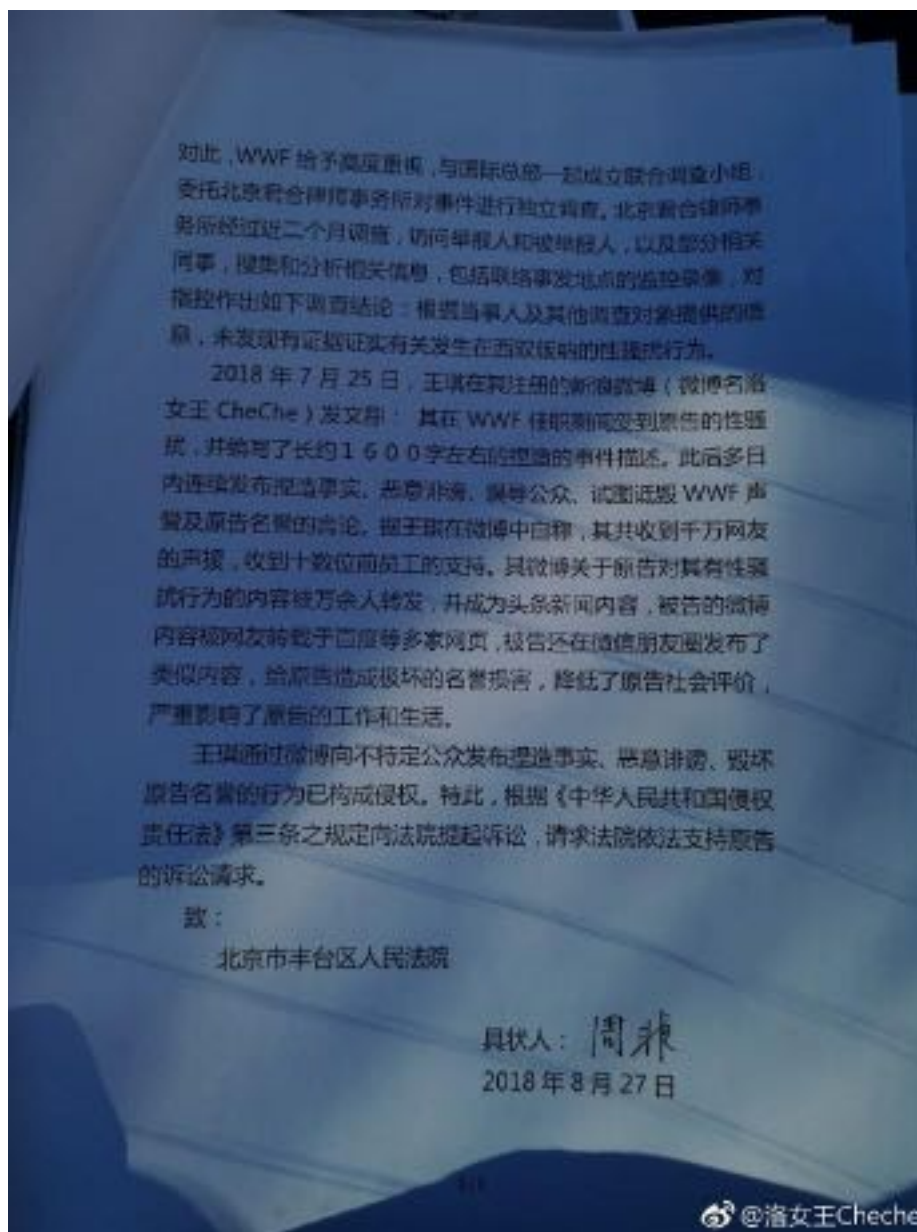 对此，WWF 给予高度重视，与国际总部一起成立联合调查小组，
委托北京君合律师事务所对事件进行独立调查。北京君合律师事
务所经过近二个月调查，访问举报人和被举报人，以及部分相关
同事，搜集和分析相关信息，包括联络事发地点的监控录像，对
指控作出如下调查结论：根据当事人及其他调查对象提供的信
息，未发现有证据证实有关发生在西双版纳的性骚扰行为。
2018 年 7 月 25 日，王琪在其注册的新浪微博（微博名洛
女王 CheChe）发文称： 其在 WWF 任职期间受到原告的性骚
扰，并编写了长约１６００字左右的捏造的事件描述。此后多日
内连续发布捏造事实、恶意诽谤、误导公众、试图诋毁 WWF 声
誉及原告名誉的言论。据王琪在微博中自称，其共收到千万网友
的声援，收到十数位前员工的支持。其微博关于原告对其有性骚
扰行为的内容被万余人转发，并成为头条新闻内容，被告的微博
内容被网友转载于百度等多家网页，被告还在微信朋友圈发布了
类似内容，给原告造成极坏的名誉损害，降低了原告社会评价，
严重影响了原告的工作和生活。
王琪通过微博向不特定公众发布捏造事实、恶意诽谤、毁坏
原告名誉的行为已构成侵权。特此，根据《中华人民共和国侵权
责任法》第三条之规定向法院提起诉讼，请求法院依法支持原告
的诉讼请求。
致：
北京市丰台区人民法院
具状人： 周非
2018 年 8 月 27 日
@洛女王Cheche